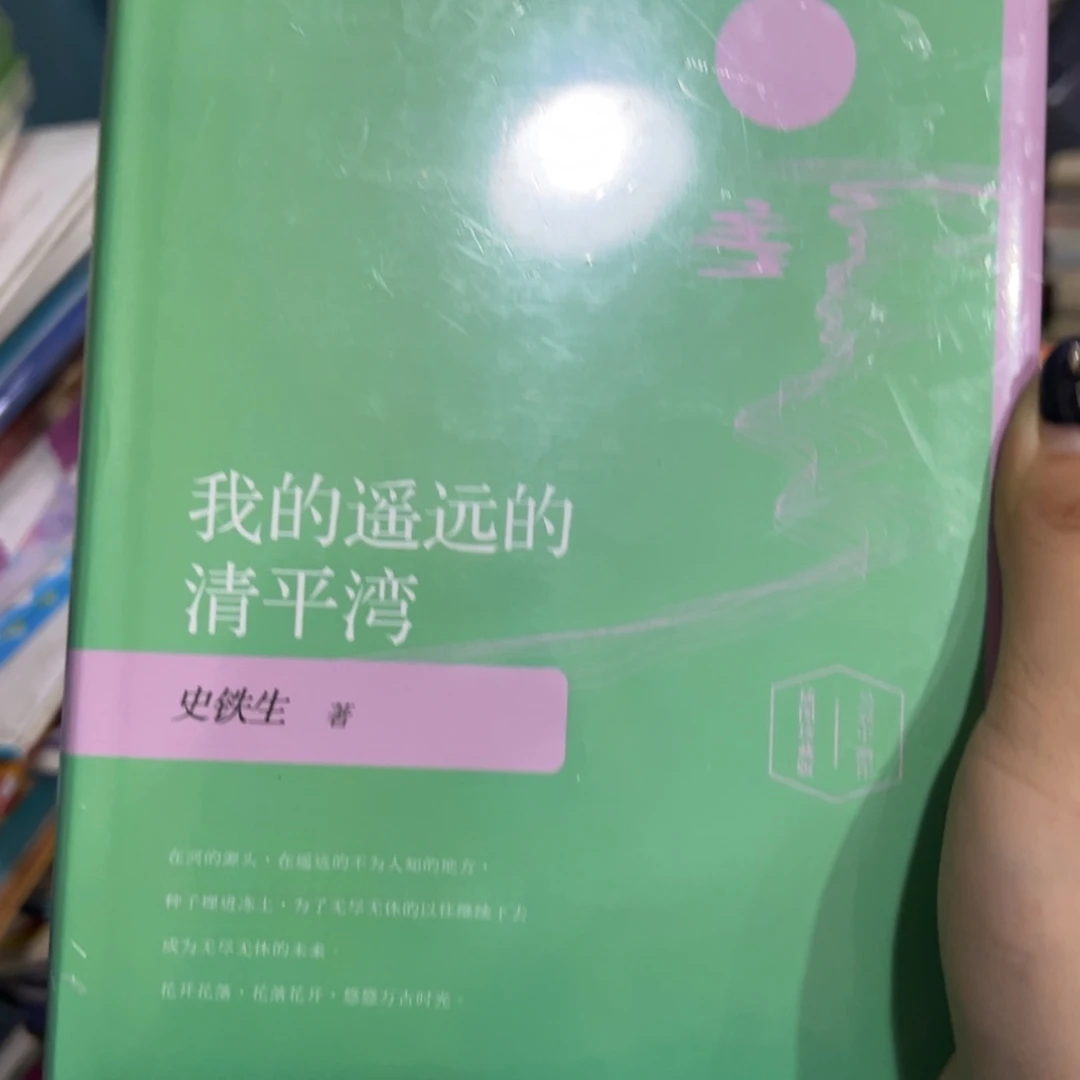 我的遥远的
清平湾
史铁生 著
在河的源头，在遥远的不为人知的地方，
种子埋进冻土，为了无尽无休的以往继续下去
成为无尽无休的未来。
花开花落，花落花开，悠悠万古时光。